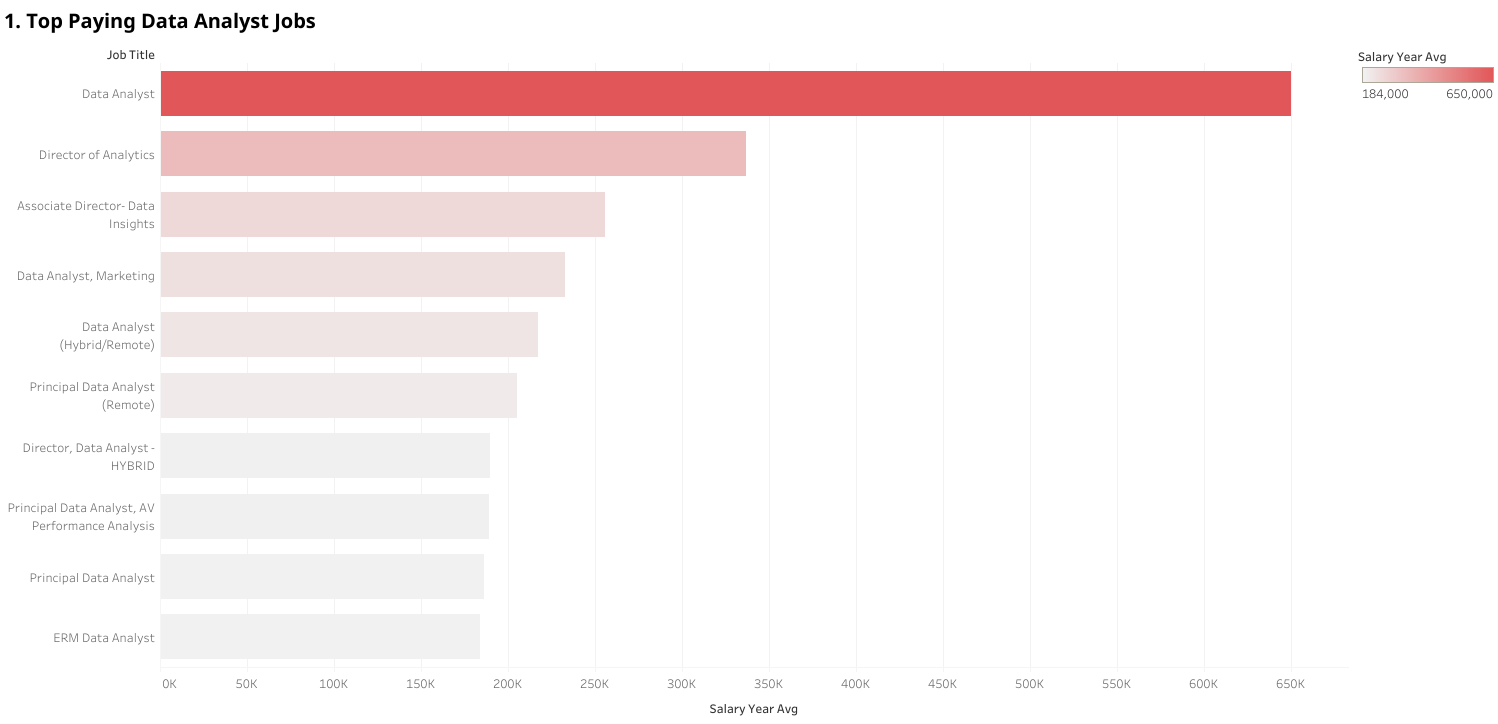 1. Top Paying Data Analyst Jobs
Job Title
Salary Year Avg
184,000 650,000
Data Analyst
Director of Analytics
Associate Director- Data
Insights
Data Analyst, Marketing
Data Analyst
(Hybrid/Remote)
Principal Data Analyst
(Remote)
Director, Data Analyst -
HYBRID
Principal Data Analyst, AV
Performance Analysis
Principal Data Analyst
ERM Data Analyst
0K 50K 100K 150K 200K 250K 300K 350K 400K 450K 500K 550K 600K 650K
Salary Year Avg